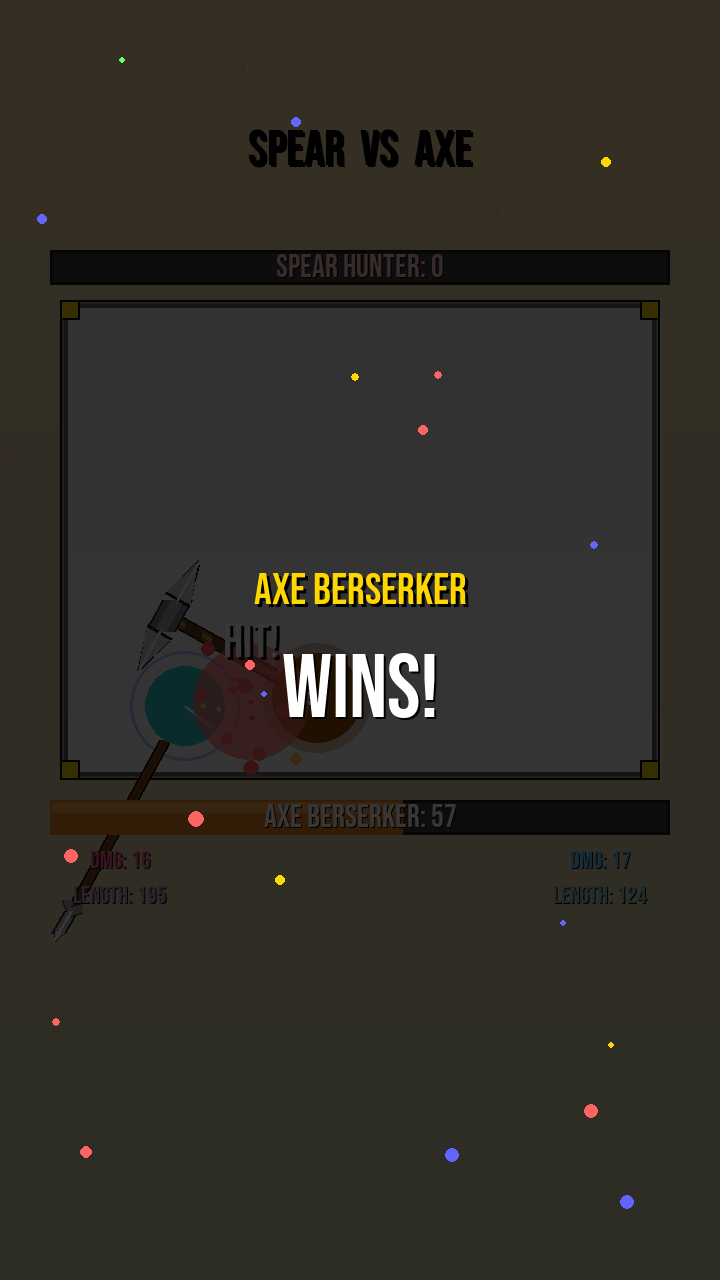 SPEAR VS AXE
SPEAR HUNTER: 0
AXE BERSERKER
HIT!
WINS!
AXE BERSERKER: 57
DMG: 16
DMG: 17
LENGTH: 195
LENGTH: 124